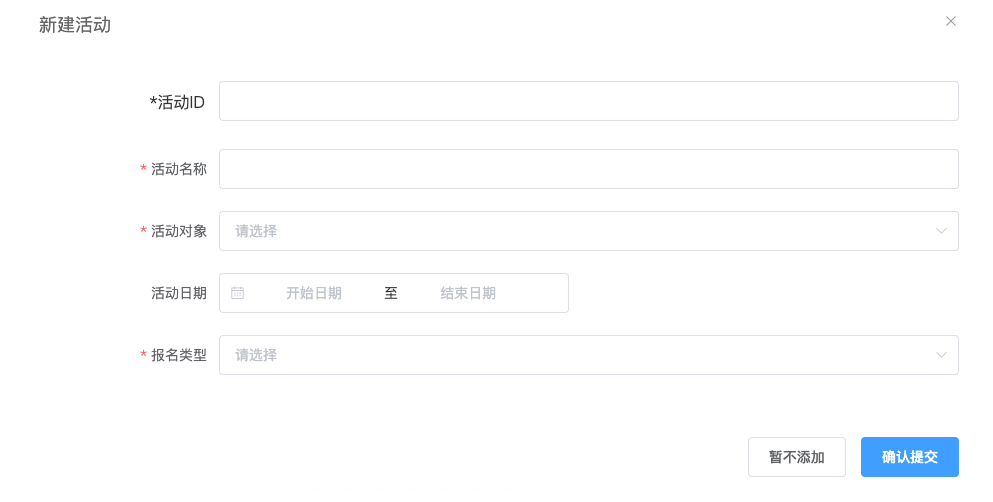 新建活动
*活动ID
* 活动名称
* 活动对象 请选择
活动日期 开始日期 至 结束日期
* 报名类型 请选择
暂不添加 确认提交